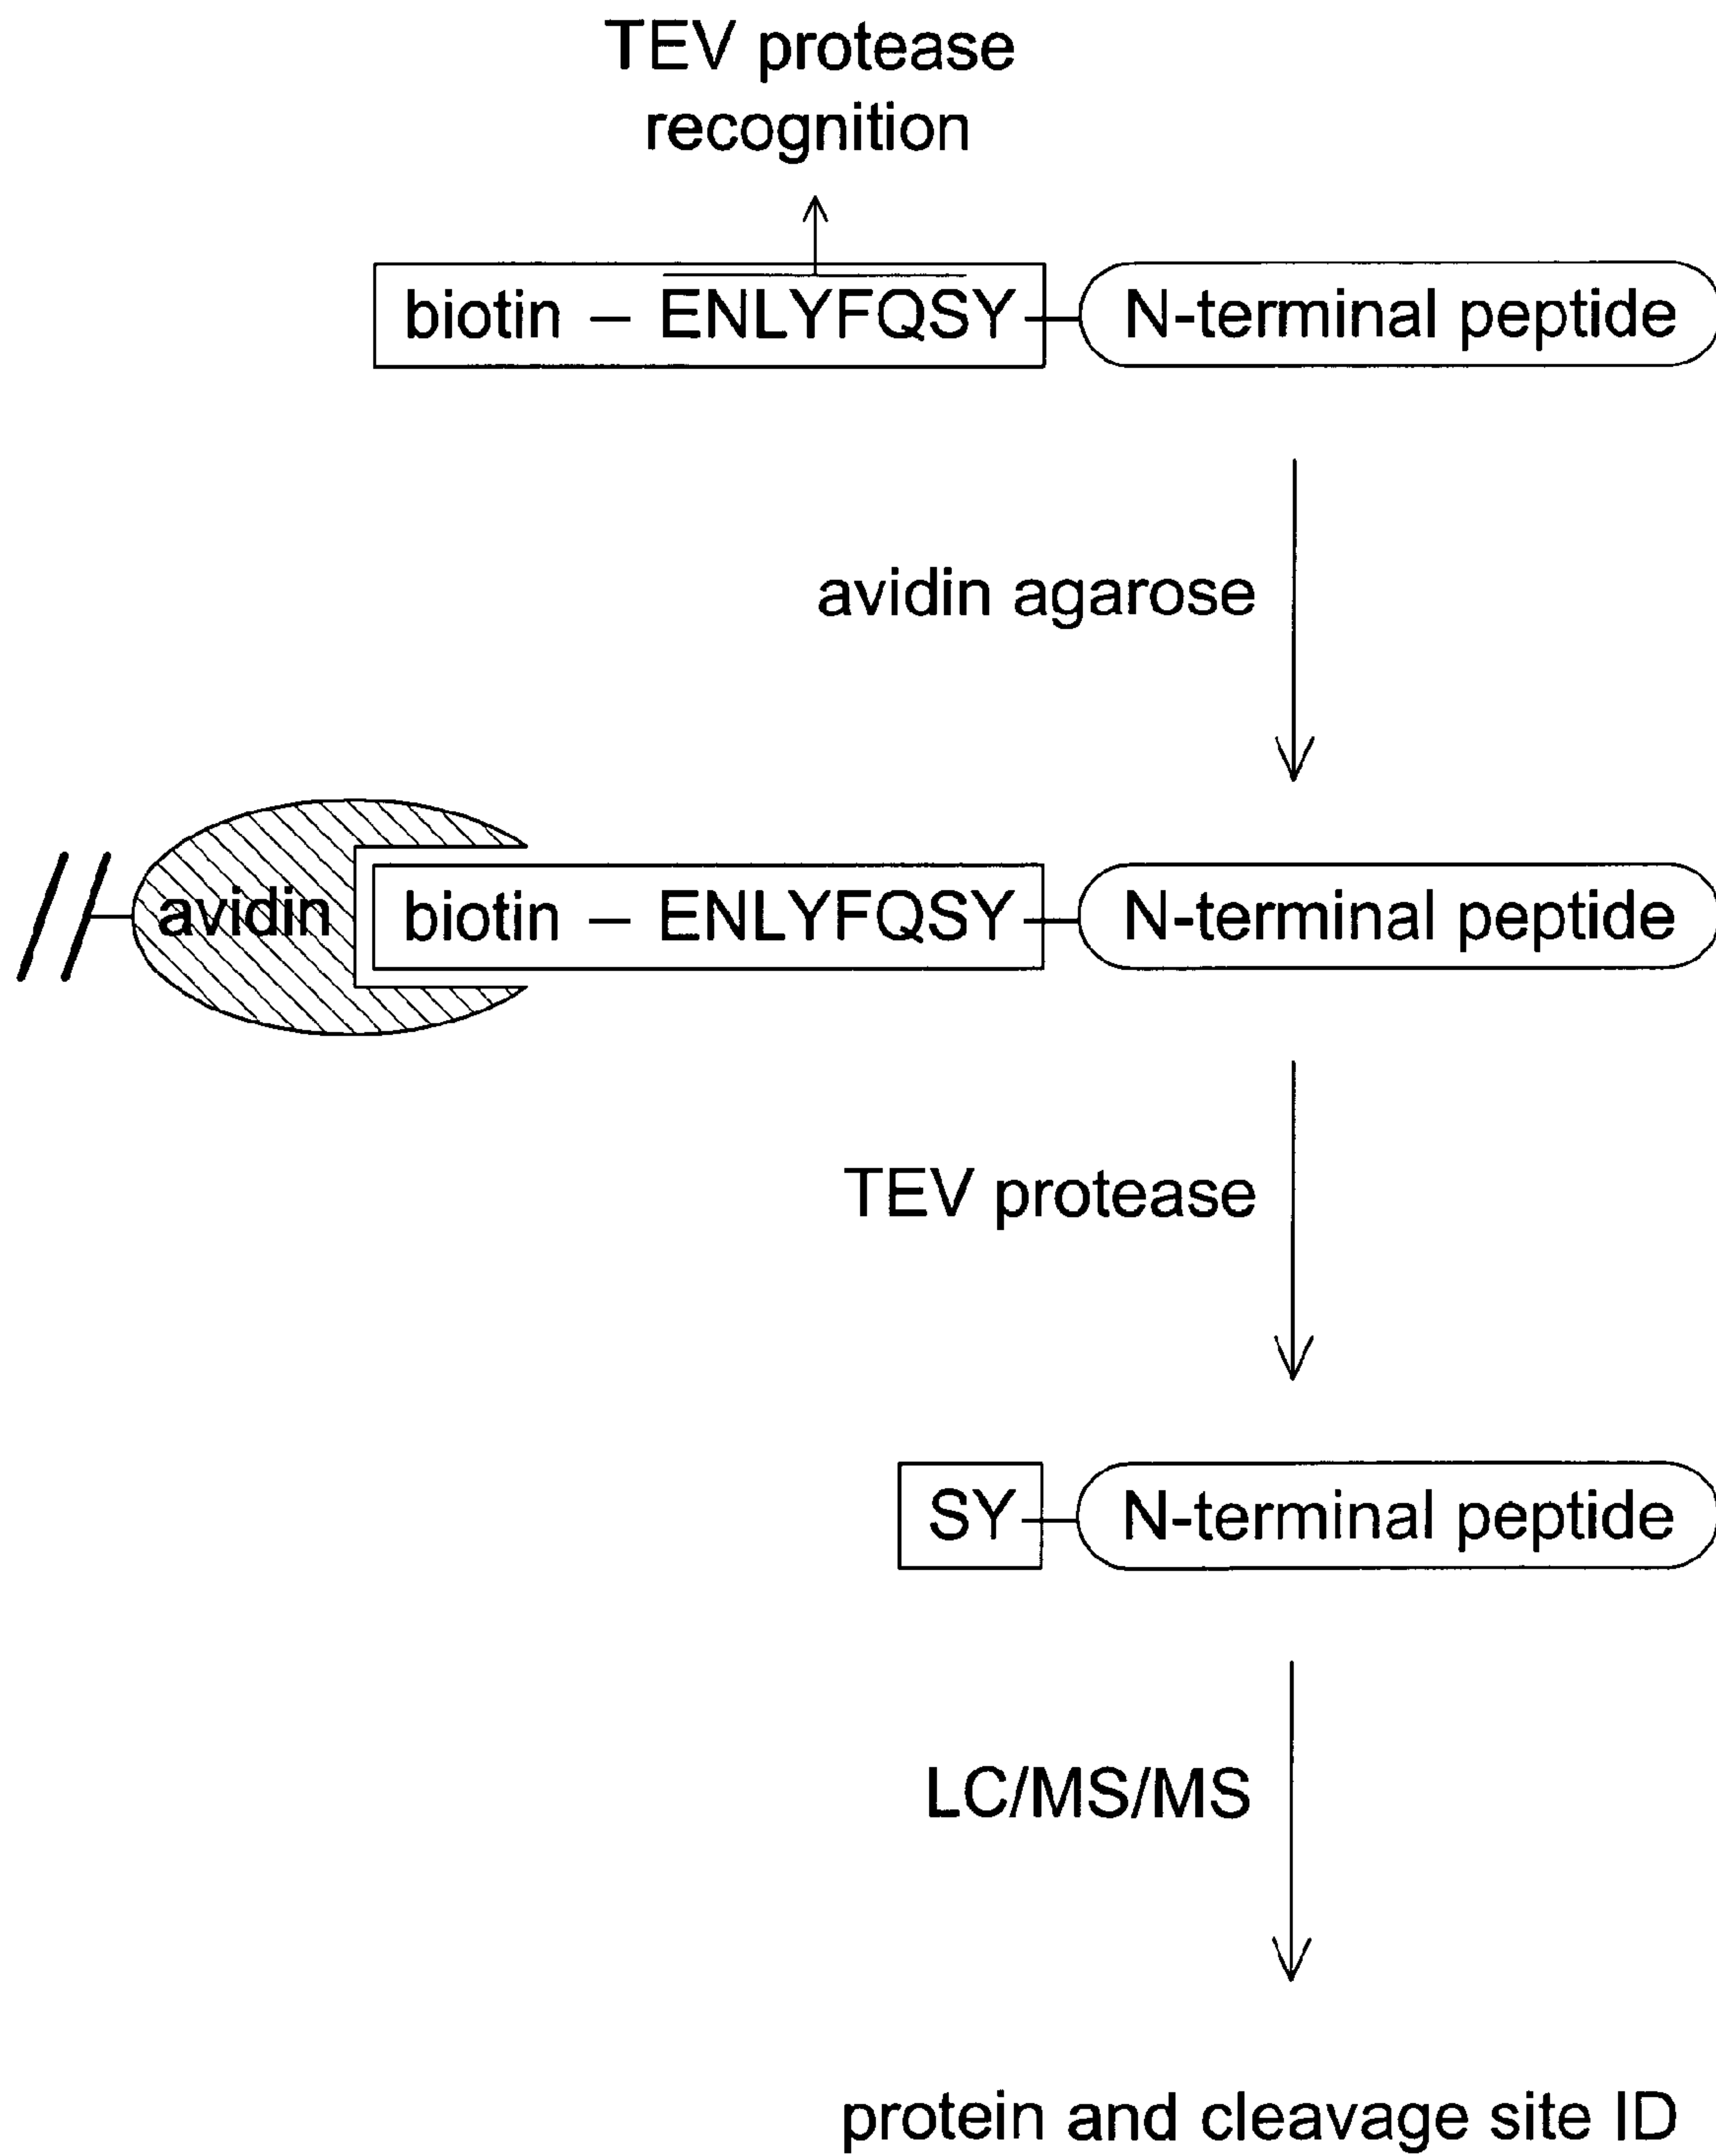 TEV protease
recognition
biotin – ENLYFQSY N-terminal peptide
avidin agarose
avidin biotin – ENLYFQSY N-terminal peptide
TEV protease
SY N-terminal peptide
LC/MS/MS
protein and cleavage site ID